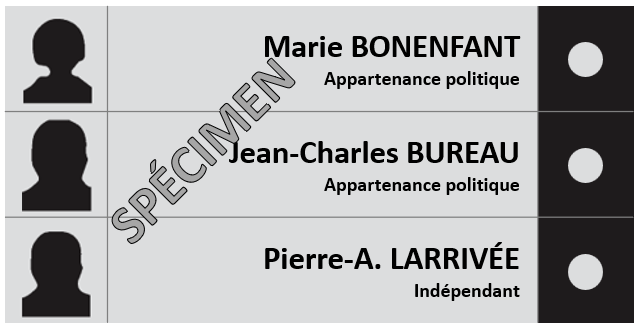 Marie BONENFANT
Appartenance politique
SPÉCIMEN
Jean-Charles BUREAU
Appartenance politique
Pierre-A. LARRIVÉE
Indépendant